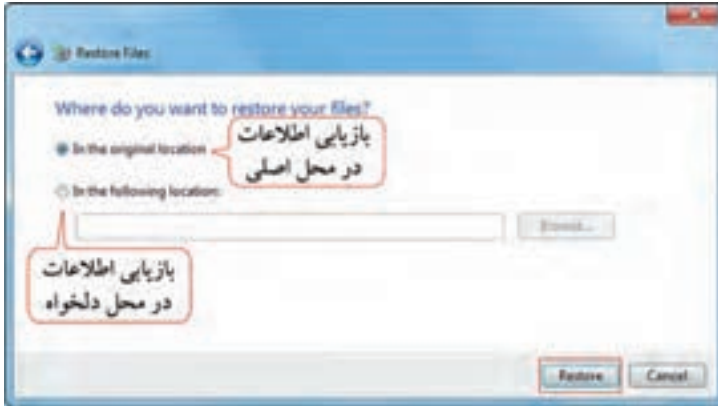 Restore Files
Where do you want to restore your files?
In the original location
بازیابی اطلاعات
در محل اصلی
In the following location:
Browse...
بازیابی اطلاعات
در محل دلخواه
Restore
Cancel